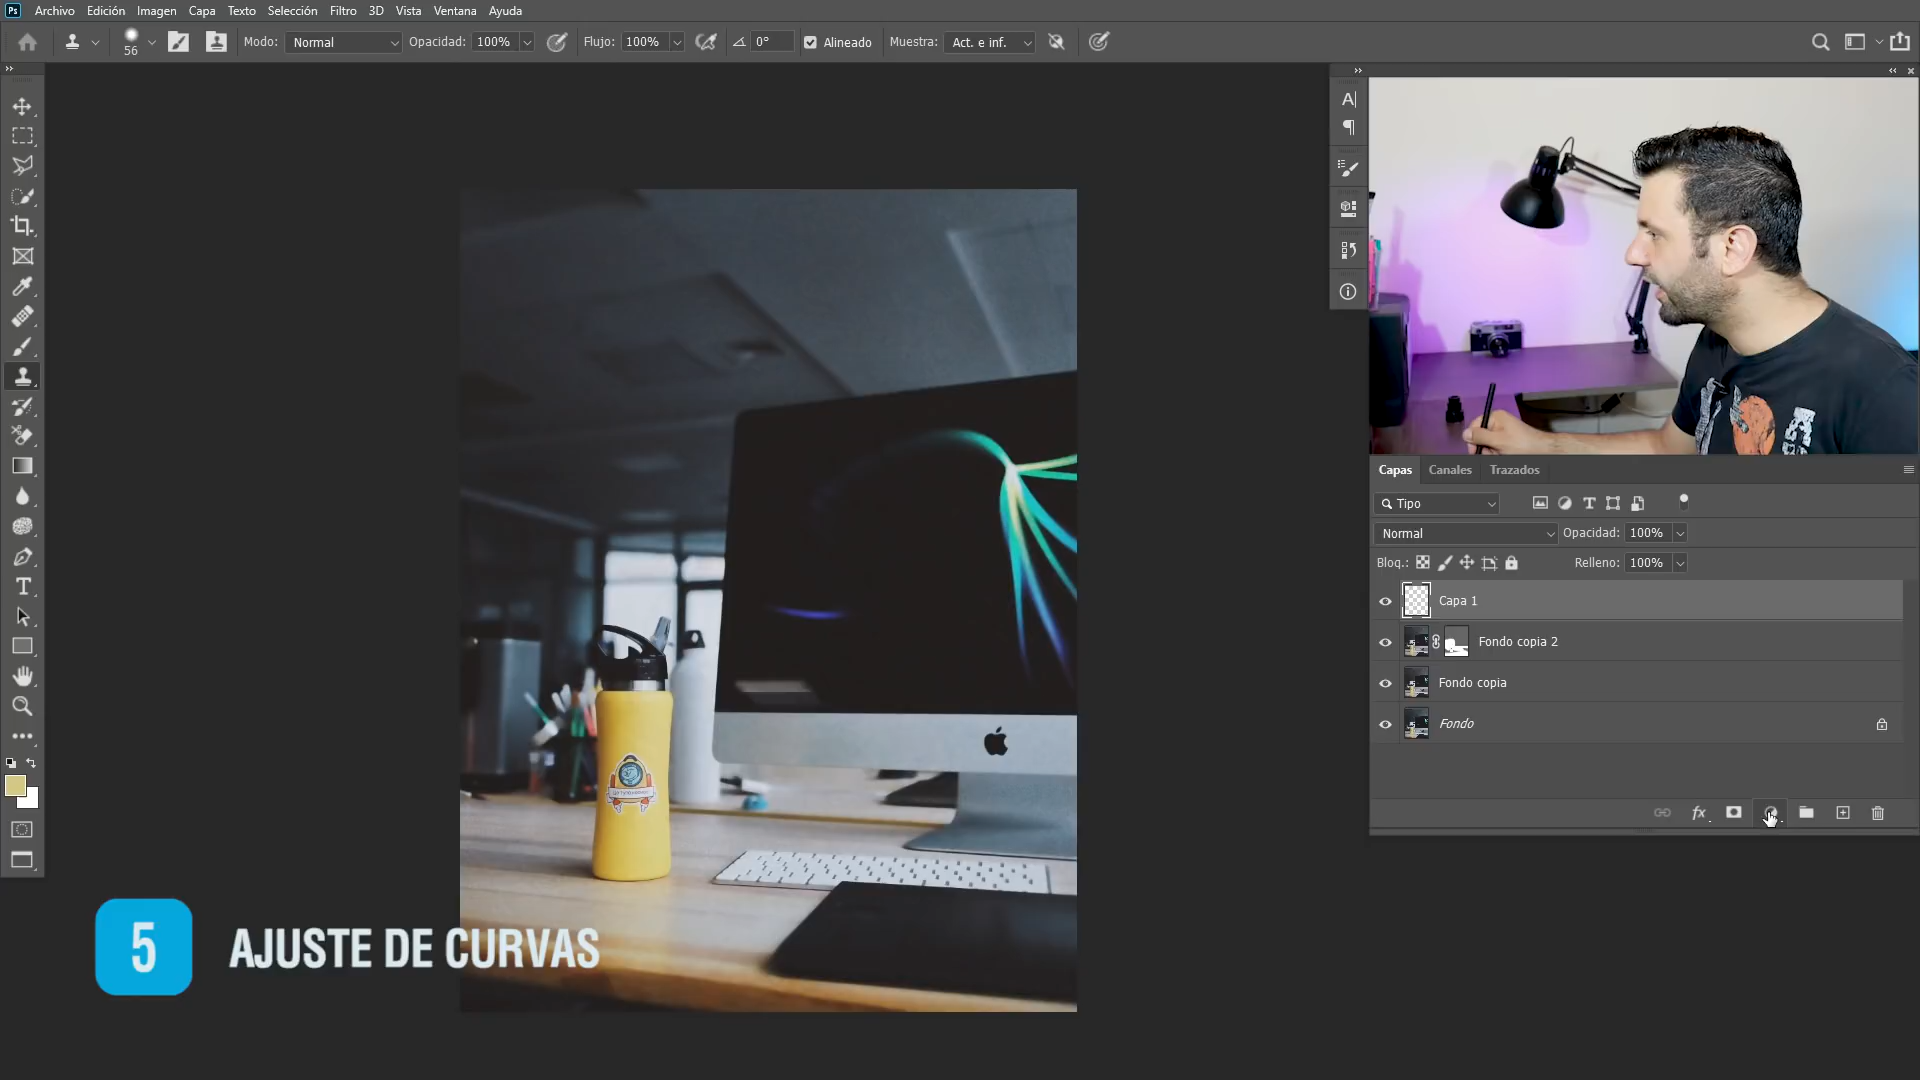 Ps Archivo Edición Imagen Capa Texto Selección Filtro 3D Vista Ventana Ayuda
56 Modo: Normal Opacidad: 100% Flujo: 100% 0° Alineado Muestra: Act. e inf.
Capas Canales Trazados
Tipo
Normal Opacidad: 100%
Bloq.: Relleno: 100%
Capa 1
Fondo copia 2
Fondo copia
Fondo
fx
5 AJUSTE DE CURVAS